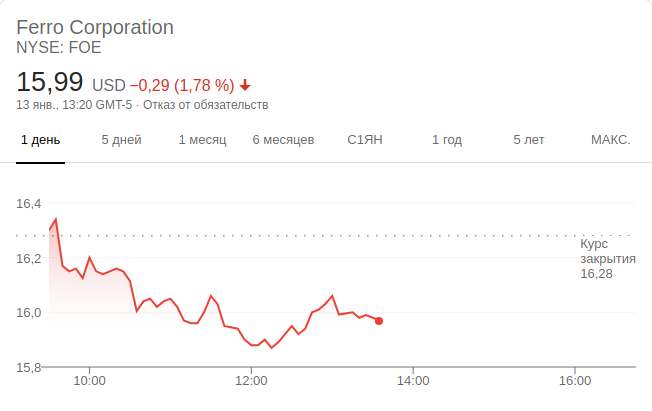 Ferro Corporation
NYSE: FOE
15,99 USD −0,29 (1,78 %)
13 янв., 13:20 GMT-5 · Отказ от обязательств
1 день 5 дней 1 месяц 6 месяцев С1ЯН 1 год 5 лет МАКС.
16,4
Курс
закрытия
16,28
16,2
16,0
15,8
10:00 12:00 14:00 16:00